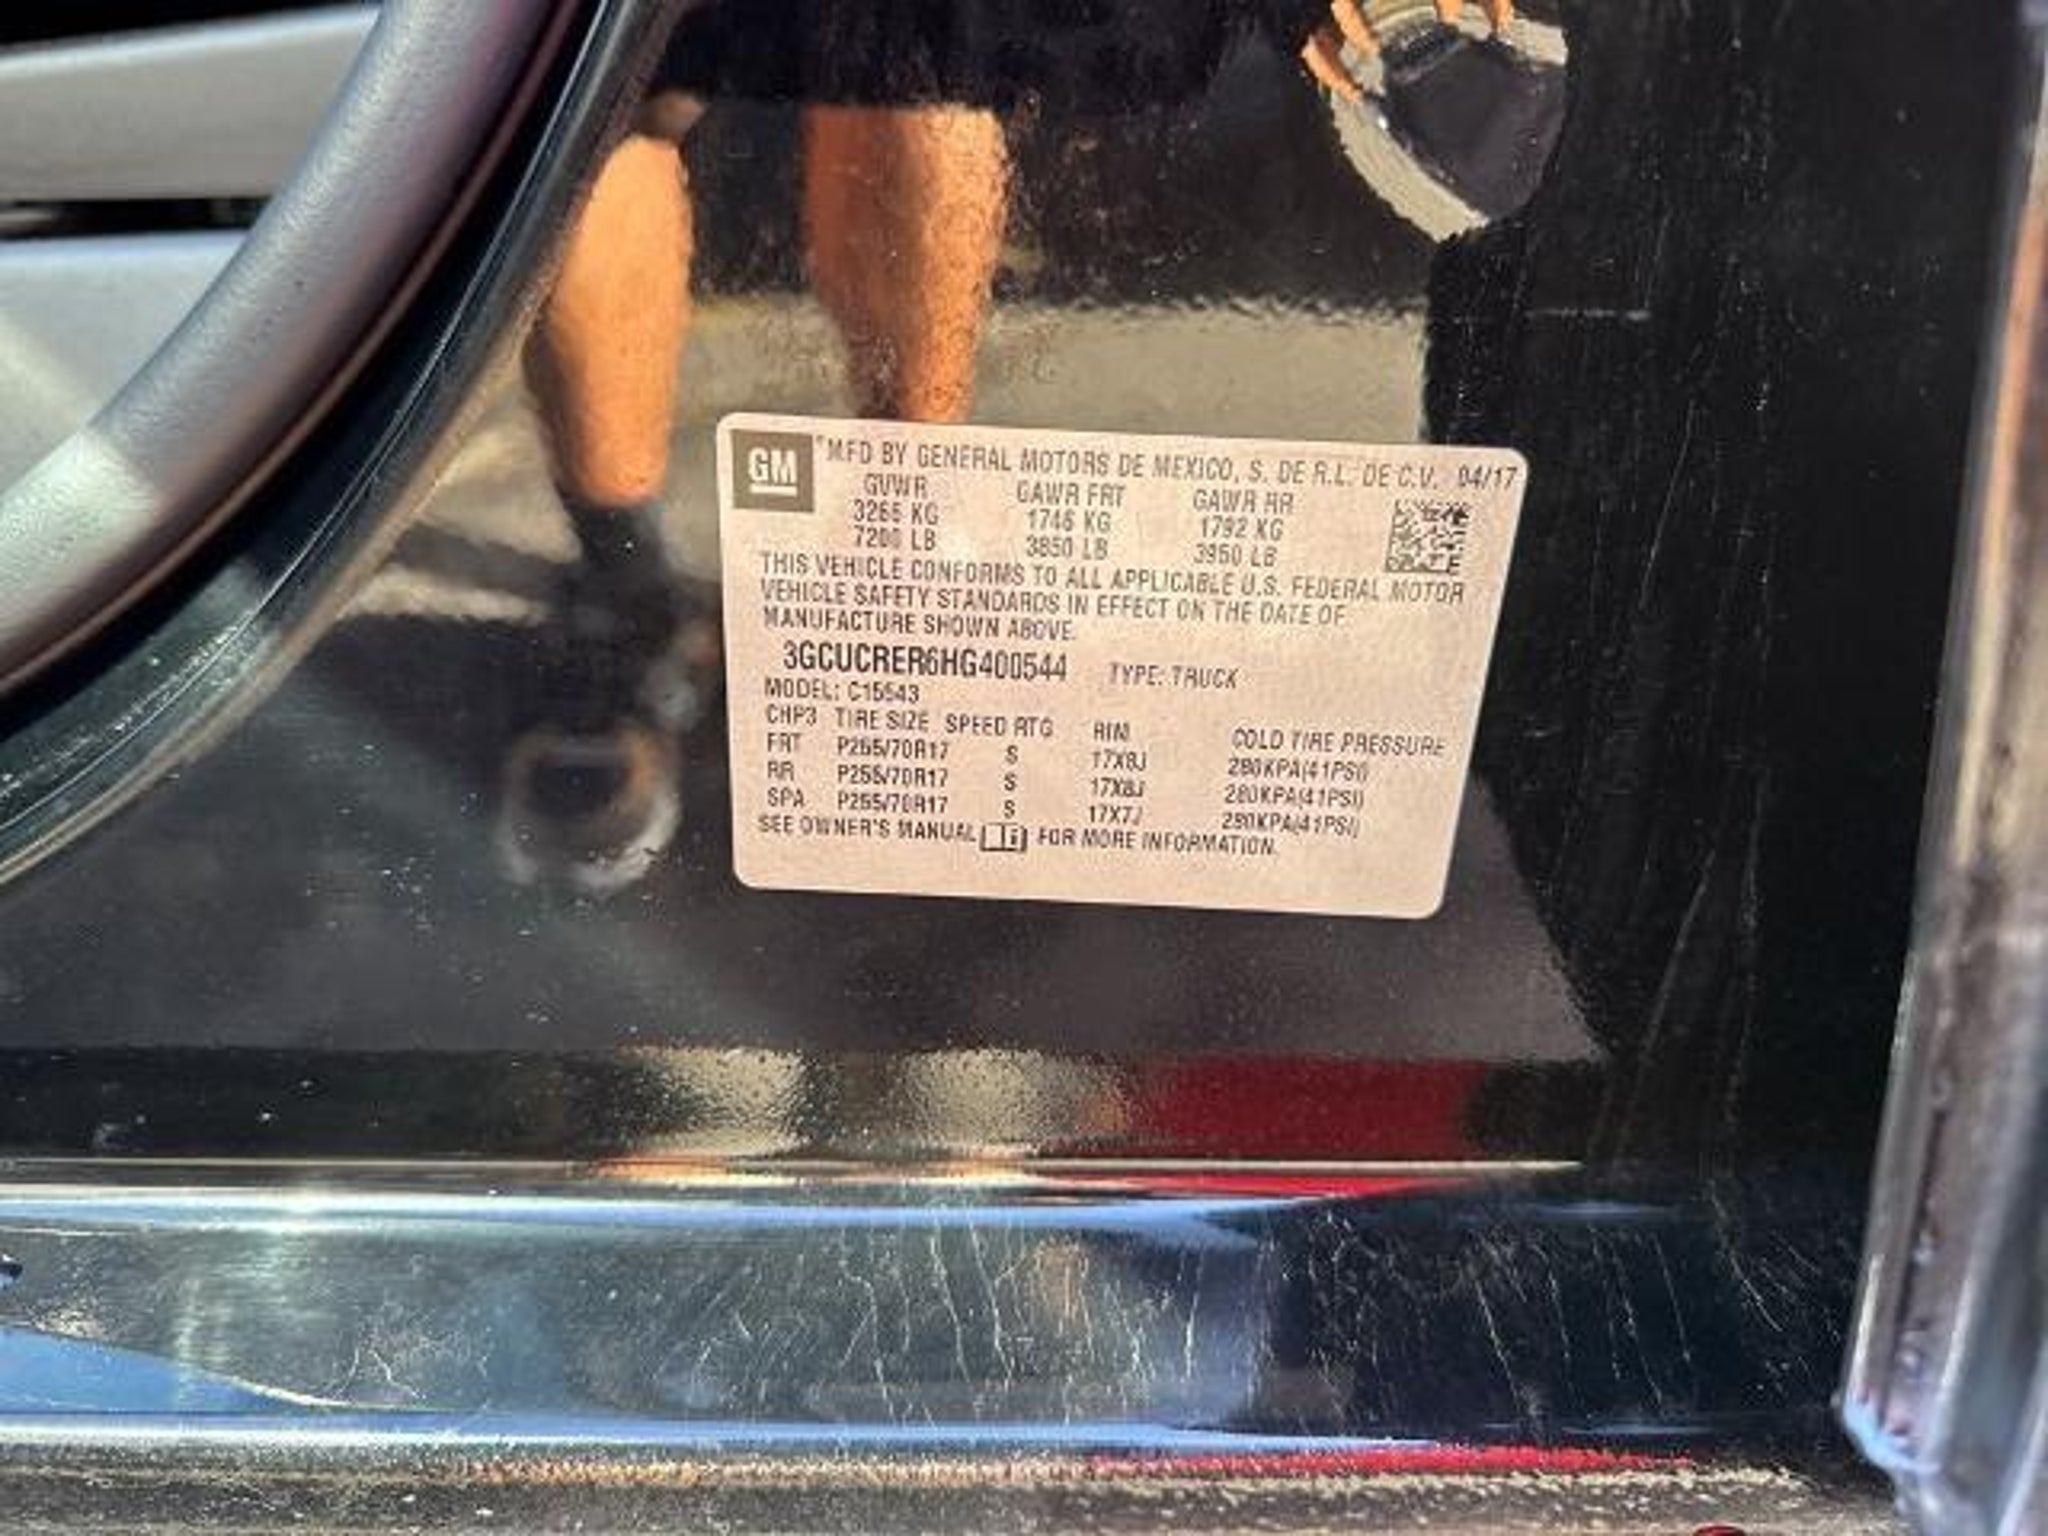 GM ® MFD BY GENERAL MOTORS DE MEXICO, S. DE R.L. DE C.V. 04/17
GVWR GAWR FRT GAWR RR
3266 KG 1746 KG 1792 KG
7200 LB 3850 LB 3950 LB
THIS VEHICLE CONFORMS TO ALL APPLICABLE U.S. FEDERAL MOTOR
VEHICLE SAFETY STANDARDS IN EFFECT ON THE DATE OF
MANUFACTURE SHOWN ABOVE.
3GCUCRER6HG400544 TYPE: TRUCK
MODEL: C15543
CHP3 TIRE SIZE SPEED RTG RIM COLD TIRE PRESSURE
FRT P255/70R17 S 17X8J 280KPA(41PSI)
RR P255/70R17 S 17X8J 280KPA(41PSI)
SPA P255/70R17 S 17X7J 280KPA(41PSI)
SEE OWNER'S MANUAL FOR MORE INFORMATION.